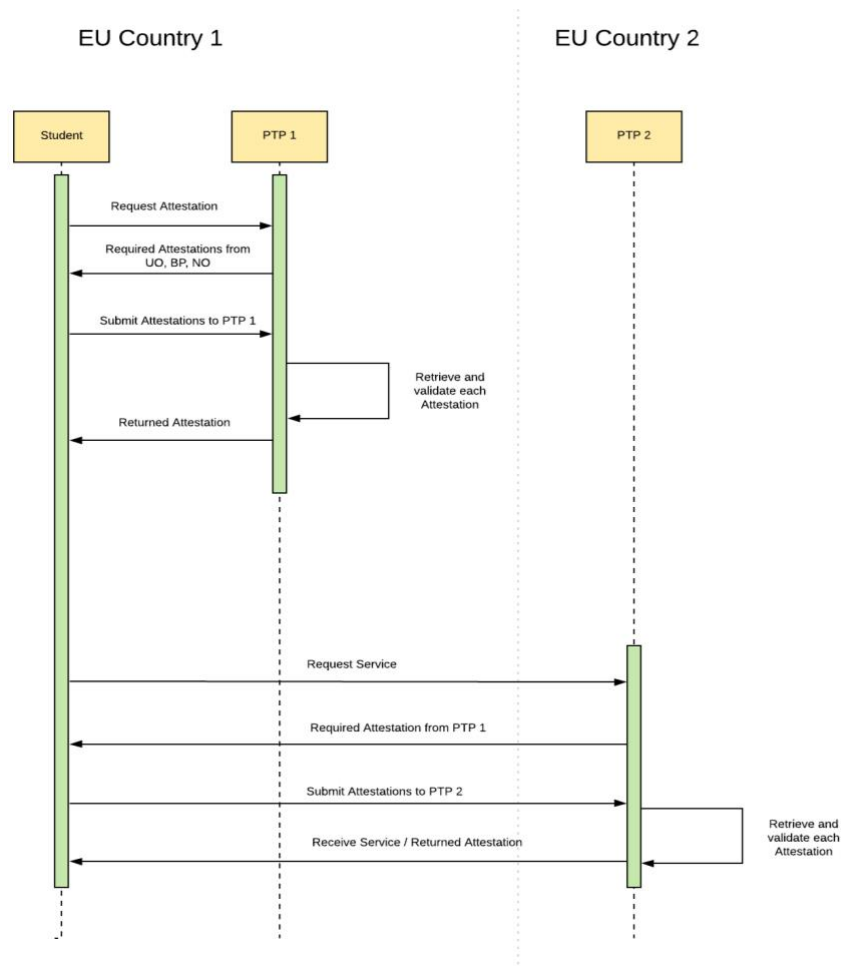 EU Country 1
EU Country 2
Student
PTP 1
PTP 2
Request Attestation
Required Attestations from
UO, BP, NO
Submit Attestations to PTP 1
Retrieve and
validate each
Attestation
Returned Attestation
Request Service
Required Attestation from PTP 1
Submit Attestations to PTP 2
Retrieve and
validate each
Attestation
Receive Service / Returned Attestation